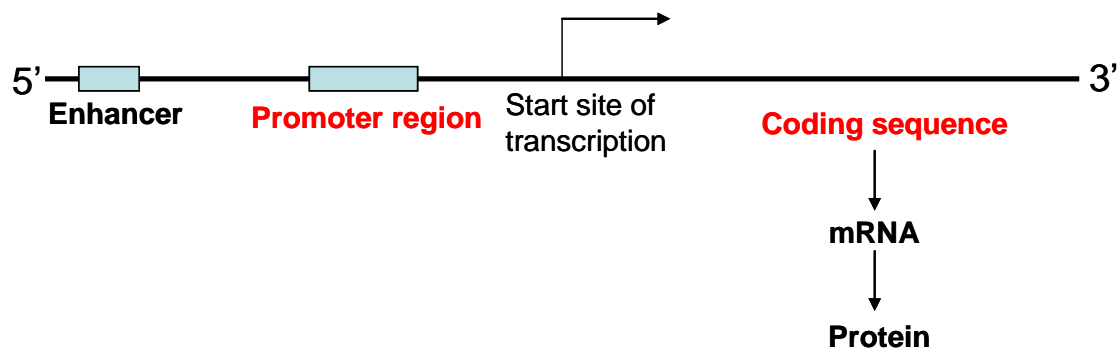 5’
3’
Enhancer
Promoter region
Start site of
transcription
Coding sequence
mRNA
Protein